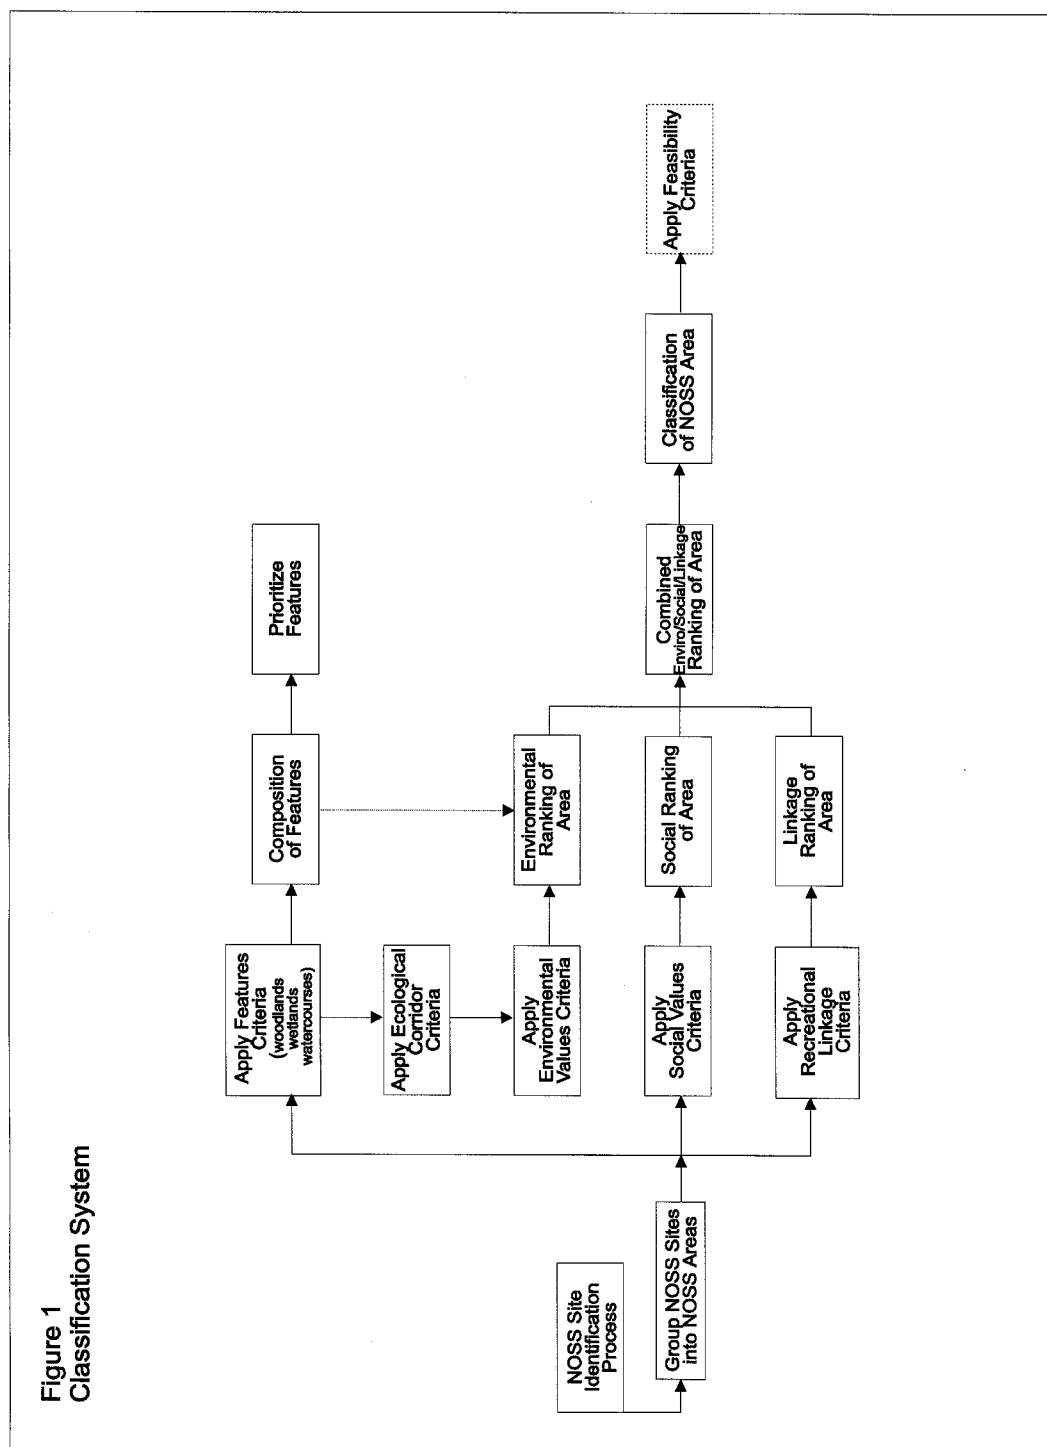 Figure 1
Classification System
NOSS Site
Identification
Process
Group NOSS Sites
into NOSS Areas
Apply Features
Criteria
(woodlands
wetlands
watercourses)
Apply Ecological
Corridor
Criteria
Apply
Environmental
Values Criteria
Apply
Social Values
Criteria
Apply
Recreational
Linkage
Criteria
Composition
of Features
Environmental
Ranking of
Area
Social Ranking
of Area
Linkage
Ranking of
Area
Prioritize
Features
Combined
Enviro/Social/Linkage
Ranking of Area
Classification
of NOSS Area
Apply Feasibility
Criteria